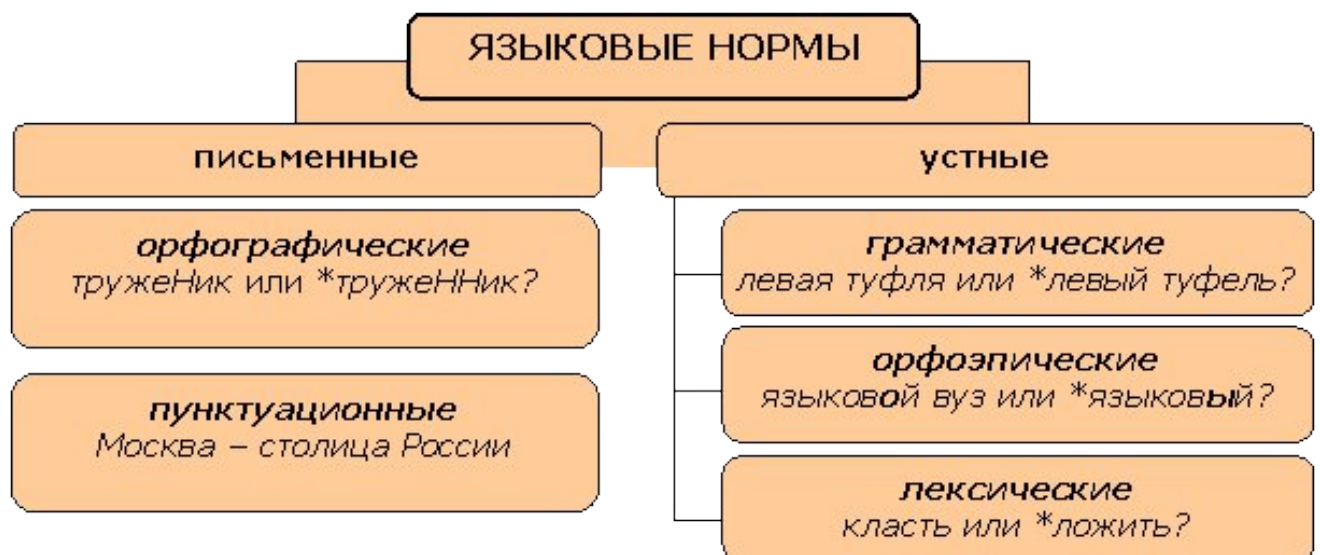 ЯЗЫКОВЫЕ НОРМЫ
письменные
орфографические
тружеНик или *тружеННик?
пунктуационные
Москва – столица России
устные
грамматические
левая туфля или *левый туфель?
орфоэпические
языковой вуз или *языковый?
лексические
класть или *ложить?